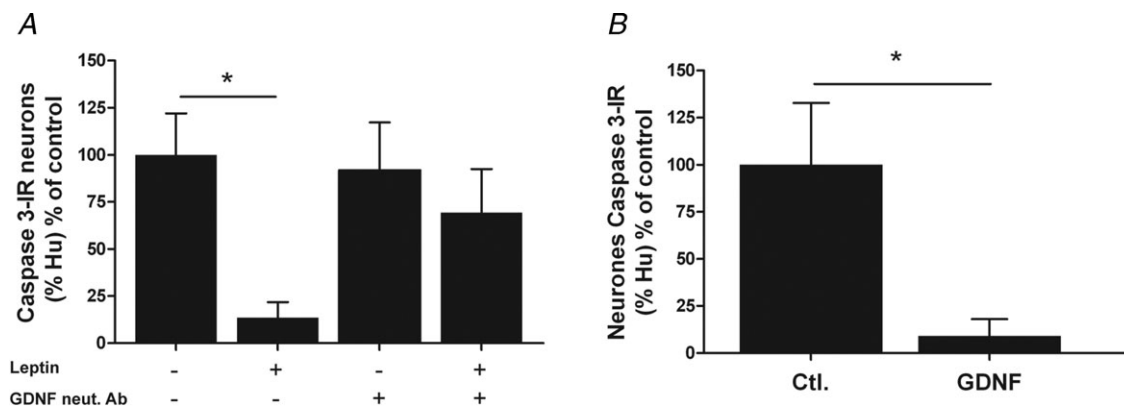 A
Caspase 3-IR neurons
(% Hu) % of control
150
125
100
75
50
25
0
*
Leptin - + - +
GDNF neut. Ab - - + +
B
Neurones Caspase 3-IR
(% Hu) % of control
150
125
100
75
50
25
0
*
Ctl. GDNF